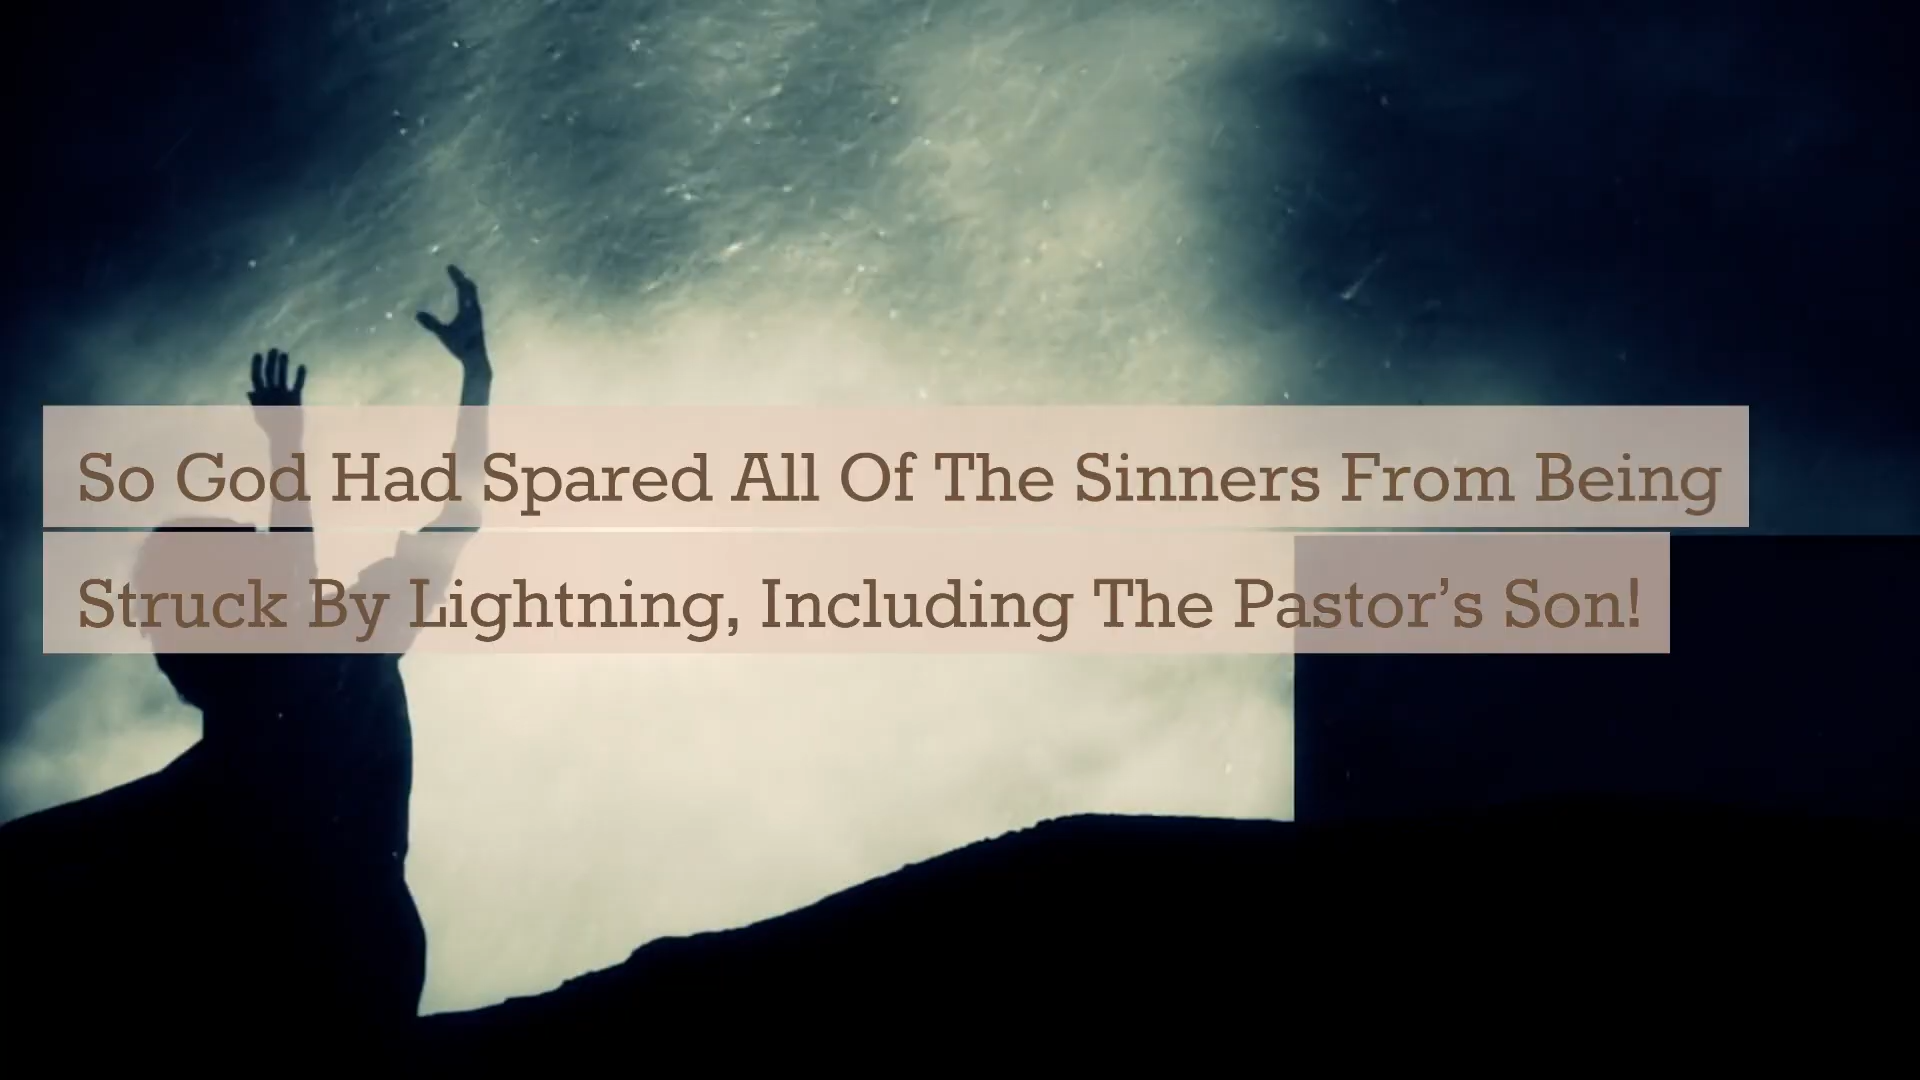 So God Had Spared All Of The Sinners From Being
Struck By Lightning, Including The Pastor’s Son!